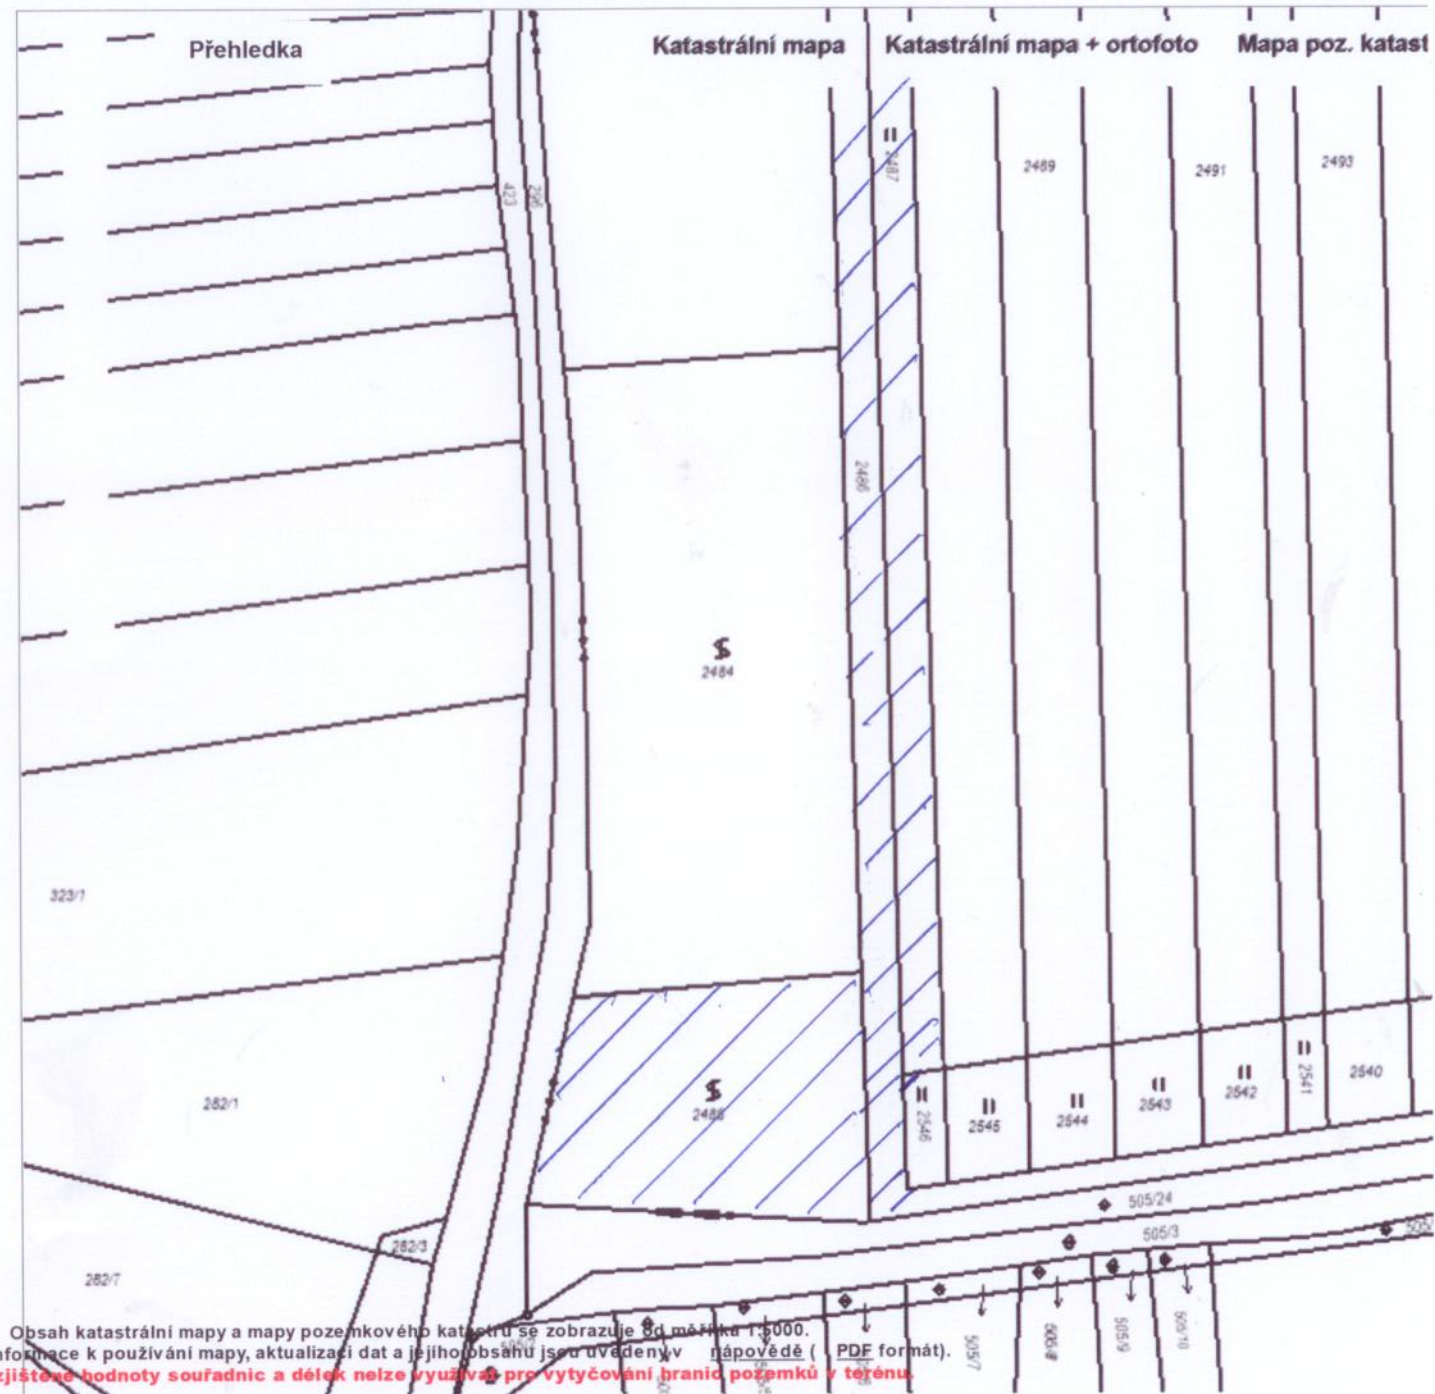 Přehledka Katastrální mapa Katastrální mapa + ortofoto Mapa poz. katast
2487 2489 2491 2493
423 296
2486
2484
323/1
282/1 2488 2546 2545 2544 2543 2542 2541 2540
505/24
282/3 505/3 505/
282/7
505/7 505/8 505/9 505/10
Obsah katastrální mapy a mapy pozemkového katastru se zobrazuje od měřítka 1:5000.
nformace k používání mapy, aktualizaci dat a jejího obsahu jsou uvedeny v nápovědě ( PDF formát).
zjištěné hodnoty souřadnic a délek nelze využívat pro vytyčování hranic pozemků v terénu.